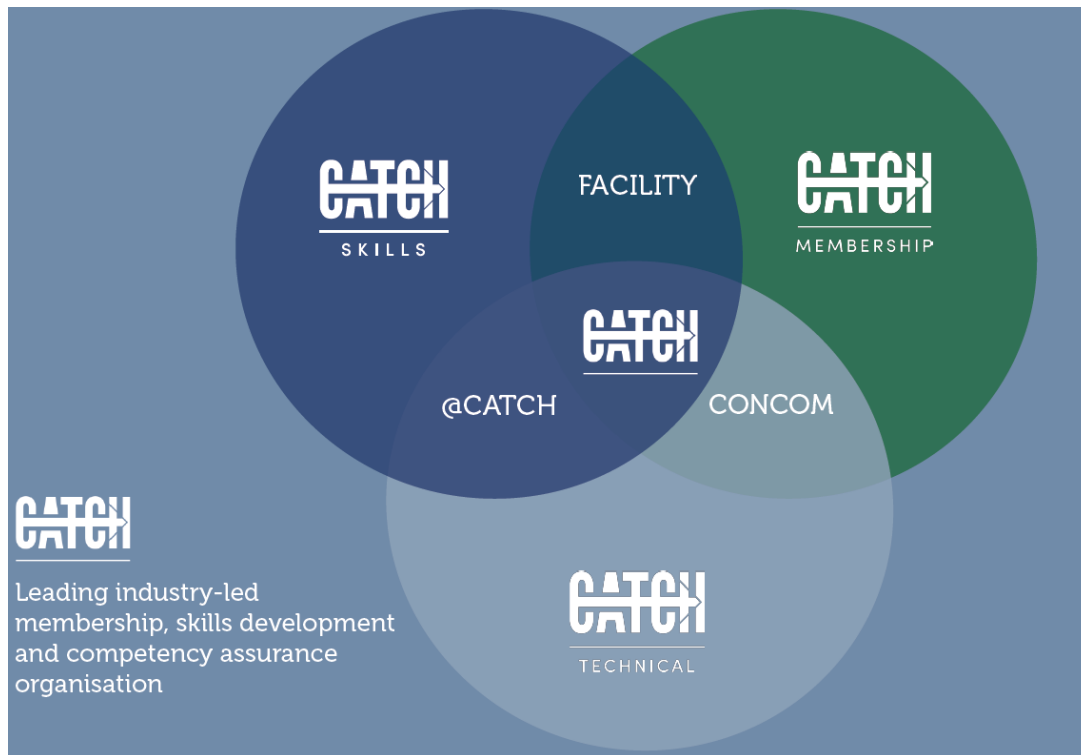 CATCH
SKILLS
FACILITY
CATCH
MEMBERSHIP
CATCH
@CATCH
CONCOM
CATCH
TECHNICAL
CATCH
Leading industry-led
membership, skills development
and competency assurance
organisation